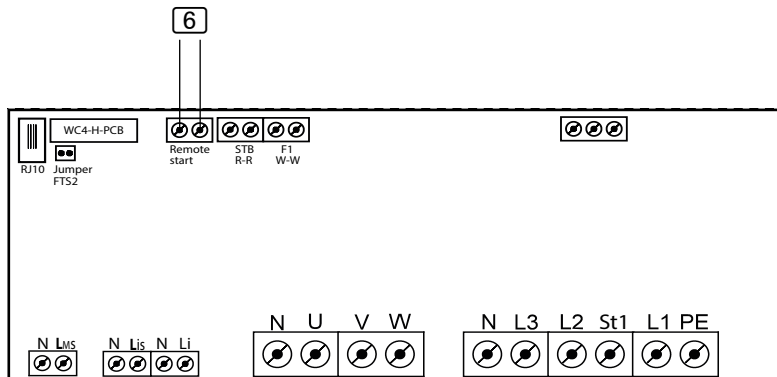 6
WC4-H-PCB
RJ10
Jumper
FTS2
Remote
start
STB
R-R
F1
W-W
N LMS
N LiS N Li
N U V W
N L3 L2 St1 L1 PE